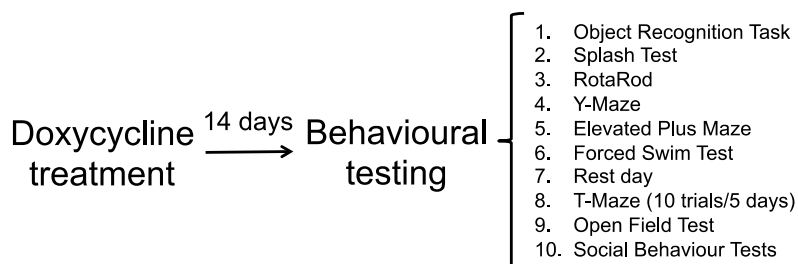 Doxycycline
treatment
14 days
Behavioural
testing
1. Object Recognition Task
2. Splash Test
3. RotaRod
4. Y-Maze
5. Elevated Plus Maze
6. Forced Swim Test
7. Rest day
8. T-Maze (10 trials/5 days)
9. Open Field Test
10. Social Behaviour Tests